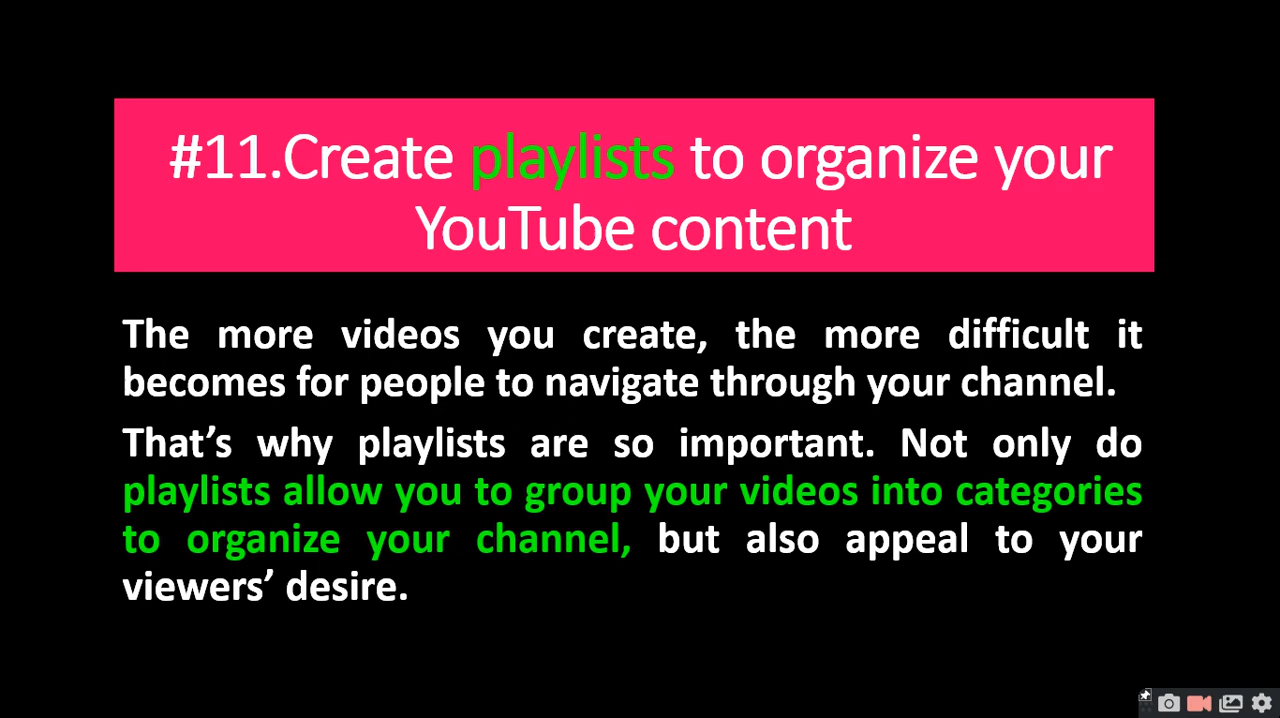 #11.Create playlists to organize your
YouTube content
The more videos you create, the more difficult it
becomes for people to navigate through your channel.
That’s why playlists are so important. Not only do
playlists allow you to group your videos into categories
to organize your channel, but also appeal to your
viewers’ desire.